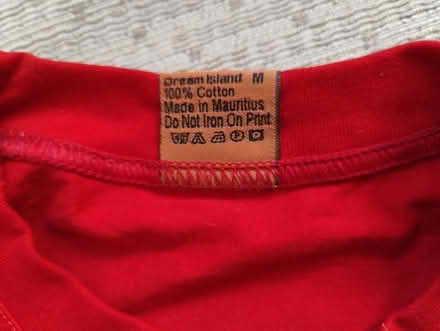 Dream Island M
100% Cotton
Made in Mauritius
Do Not Iron On Print